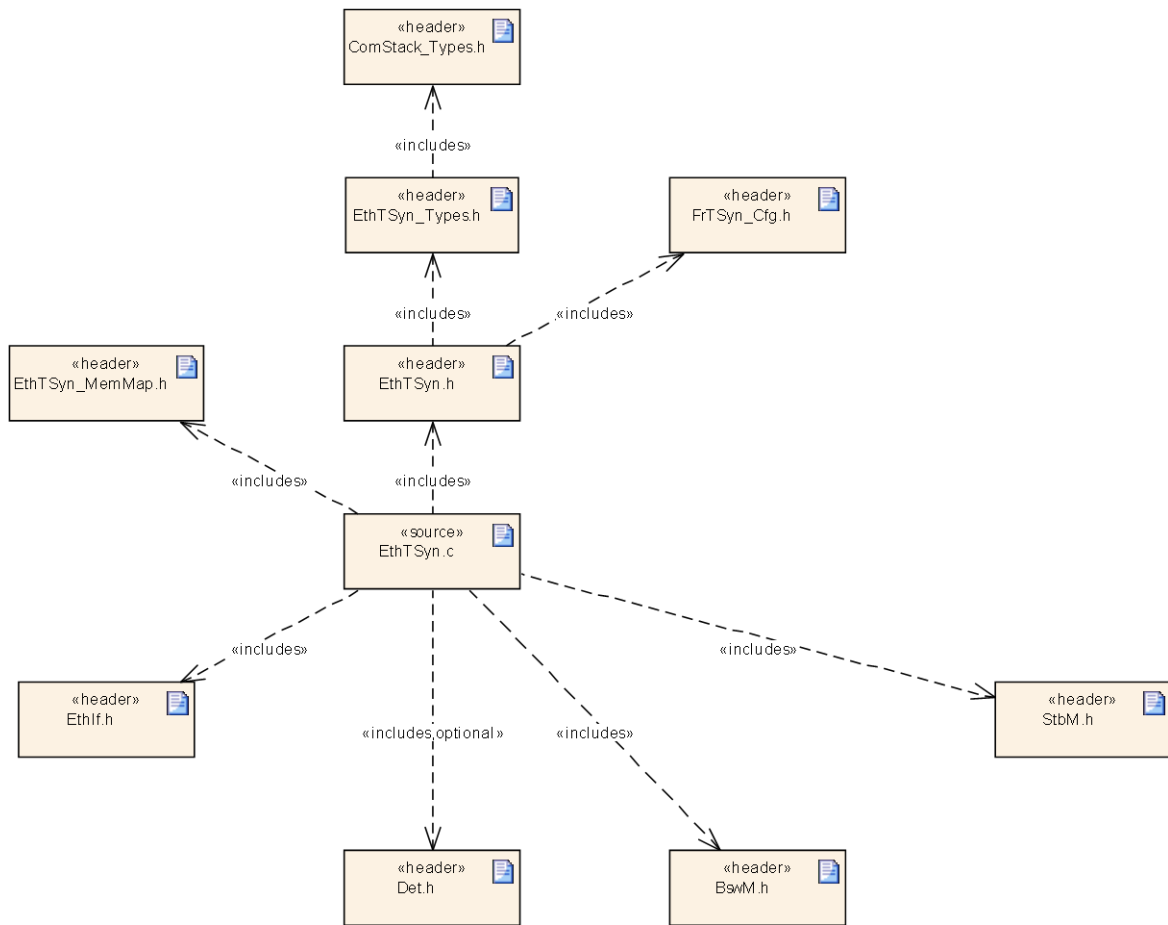 «header»
ComStack_Types.h
«includes»
«header»
EthTSyn_Types.h
«header»
FrTSyn_Cfg.h
«includes»
«includes»
«header»
EthTSyn_MemMap.h
«header»
EthTSyn.h
«includes»
«includes»
«source»
EthTSyn.c
«includes»
«includes»
«header»
EthIf.h
«header»
StbM.h
«includes optional»
«includes»
«header»
Det.h
«header»
BswM.h